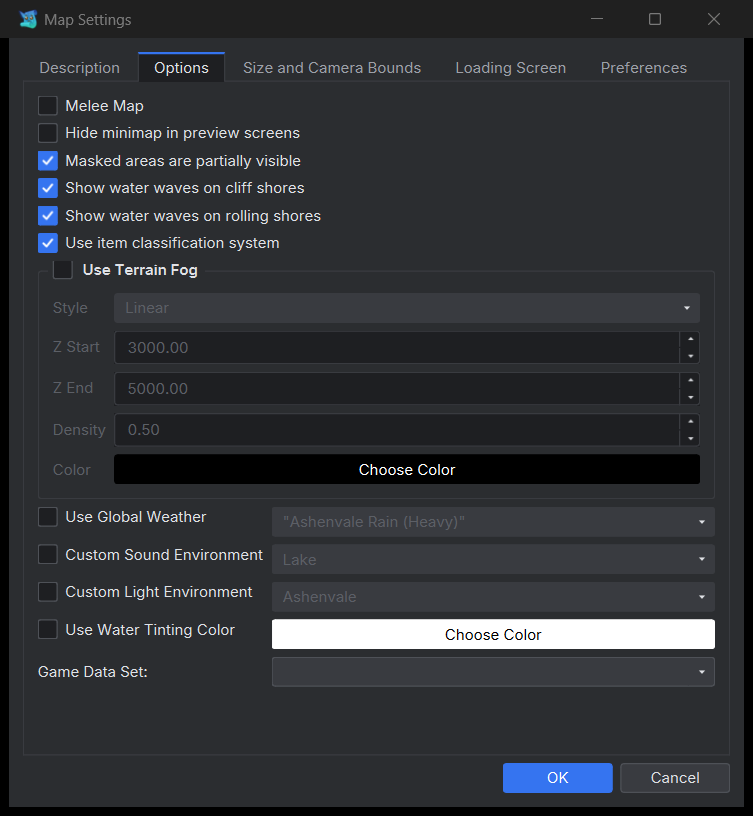 Map Settings
Description Options Size and Camera Bounds Loading Screen Preferences
Melee Map
Hide minimap in preview screens
Masked areas are partially visible
Show water waves on cliff shores
Show water waves on rolling shores
Use item classification system
Use Terrain Fog
Style Linear
Z Start 3000.00
Z End 5000.00
Density 0.50
Color Choose Color
Use Global Weather "Ashenvale Rain (Heavy)"
Custom Sound Environment Lake
Custom Light Environment Ashenvale
Use Water Tinting Color Choose Color
Game Data Set:
OK Cancel